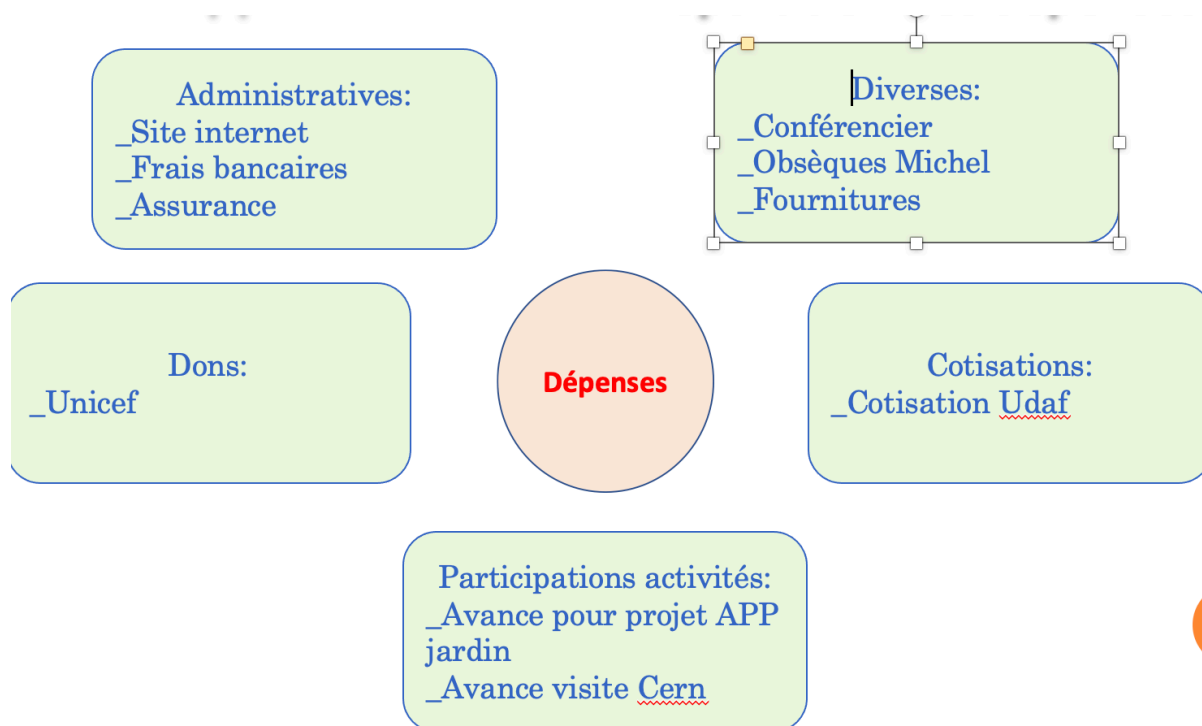 Administratives:
_Site internet
_Frais bancaires
_Assurance
Diverses:
_Conférencier
_Obsèques Michel
_Fournitures
Dons:
_Unicef
Dépenses
Cotisations:
_Cotisation Udaf
Participations activités:
_Avance pour projet APP
jardin
_Avance visite Cern